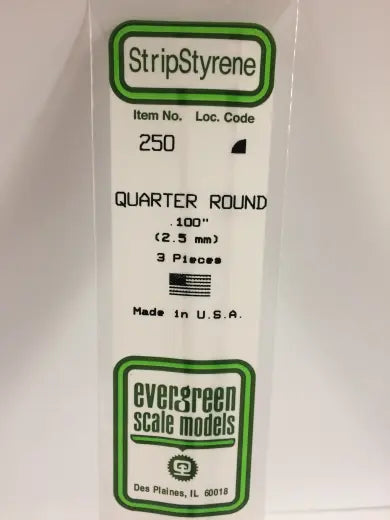 StripStyrene
Item No. Loc. Code
250
QUARTER ROUND
.100"
(2.5 mm)
3 Pieces
Made in U.S.A.
evergreen
scale models
Des Plaines, IL 60018